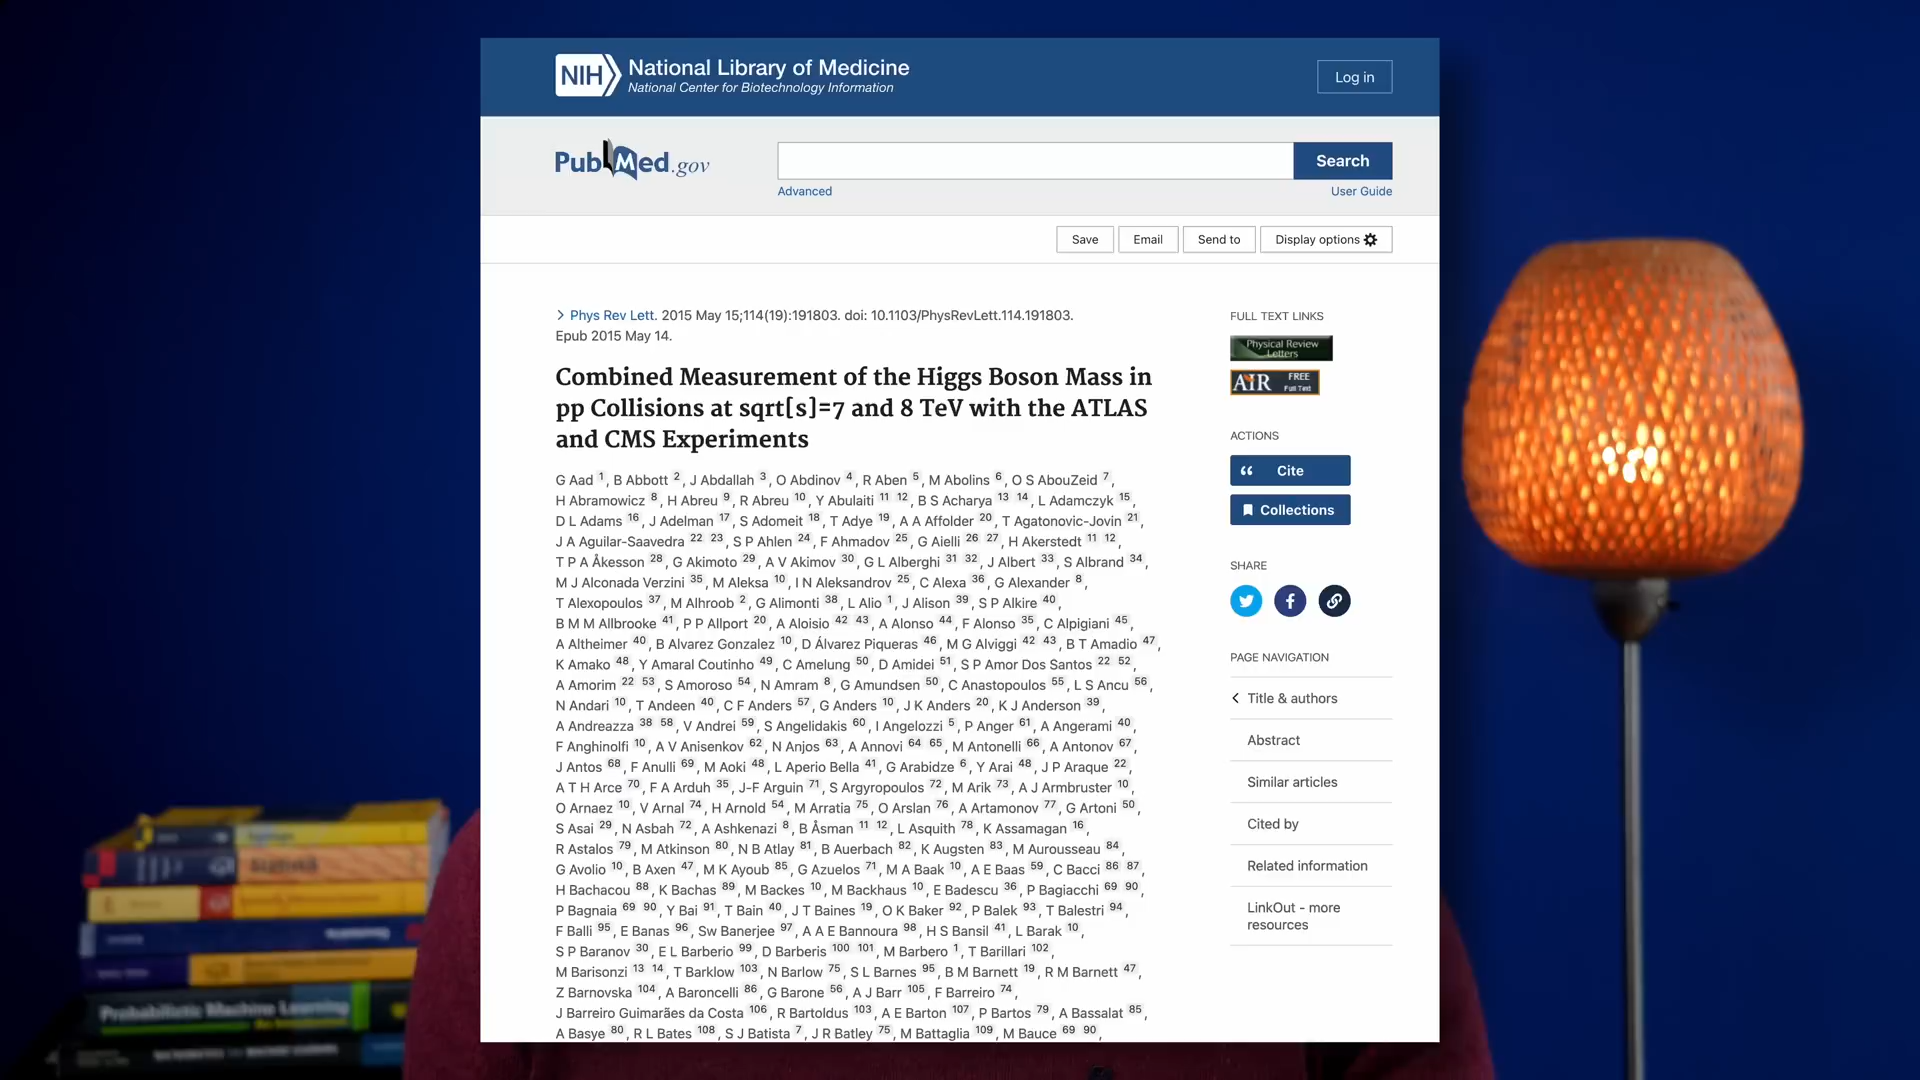 NIH National Library of Medicine
National Center for Biotechnology Information
Log in
PubMed.gov
Search
Advanced
User Guide
Save
Email
Send to
Display options
Phys Rev Lett. 2015 May 15;114(19):191803. doi: 10.1103/PhysRevLett.114.191803.
Epub 2015 May 14.
Combined Measurement of the Higgs Boson Mass in
pp Collisions at sqrt[s]=7 and 8 TeV with the ATLAS
and CMS Experiments
G Aad 1, B Abbott 2, J Abdallah 3, O Abdinov 4, R Aben 5, M Abolins 6, O S AbouZeid 7,
H Abramowicz 8, H Abreu 9, R Abreu 10, Y Abulaiti 11 12, B S Acharya 13 14, L Adamczyk 15,
D L Adams 16, J Adelman 17, S Adomeit 18, T Adye 19, A A Affolder 20, T Agatonovic-Jovin 21,
J A Aguilar-Saavedra 22 23, S P Ahlen 24, F Ahmadov 25, G Aielli 26 27, H Akerstedt 11 12,
T P A Åkesson 28, G Akimoto 29, A V Akimov 30, G L Alberghi 31 32, J Albert 33, S Albrand 34,
M J Alconada Verzini 35, M Aleksa 10, I N Aleksandrov 25, C Alexa 36, G Alexander 8,
T Alexopoulos 37, M Alhroob 2, G Alimonti 38, L Alio 1, J Alison 39, S P Alkire 40,
B M M Allbrooke 41, P P Allport 20, A Aloisio 42 43, A Alonso 44, F Alonso 35, C Alpigiani 45,
A Altheimer 40, B Alvarez Gonzalez 10, D Álvarez Piqueras 46, M G Alviggi 42 43, B T Amadio 47,
K Amako 48, Y Amaral Coutinho 49, C Amelung 50, D Amidei 51, S P Amor Dos Santos 22 52,
A Amorim 22 53, S Amoroso 54, N Amram 8, G Amundsen 50, C Anastopoulos 55, L S Ancu 56,
N Andari 10, T Andeen 40, C F Anders 57, G Anders 10, J K Anders 20, K J Anderson 39,
A Andreazza 38 58, V Andrei 59, S Angelidakis 60, I Angelozzi 5, P Anger 61, A Angerami 40,
F Anghinolfi 10, A V Anisenkov 62, N Anjos 63, A Annovi 64 65, M Antonelli 66, A Antonov 67,
J Antos 68, F Anulli 69, M Aoki 48, L Aperio Bella 41, G Arabidze 6, Y Arai 48, J P Araque 22,
A T H Arce 70, F A Arduh 35, J-F Arguin 71, S Argyropoulos 72, M Arik 73, A J Armbruster 10,
O Arnaez 10, V Arnal 74, H Arnold 54, M Arratia 75, O Arslan 76, A Artamonov 77, G Artoni 50,
S Asai 29, N Asbah 72, A Ashkenazi 8, B Åsman 11 12, L Asquith 78, K Assamagan 16,
R Astalos 79, M Atkinson 80, N B Atlay 81, B Auerbach 82, K Augsten 83, M Aurousseau 84,
G Avolio 10, B Axen 47, M K Ayoub 85, G Azuelos 71, M A Baak 10, A E Baas 59, C Bacci 86 87,
H Bachacou 88, K Bachas 89, M Backes 10, M Backhaus 10, E Badescu 36, P Bagiacchi 69 90,
P Bagnaia 69 90, Y Bai 91, T Bain 40, J T Baines 19, O K Baker 92, P Balek 93, T Balestri 94,
F Balli 95, E Banas 96, Sw Banerjee 97, A A E Bannoura 98, H S Bansil 41, L Barak 10,
S P Baranov 30, E L Barberio 99, D Barberis 100 101, M Barbero 1, T Barillari 102,
M Barisonzi 13 14, T Barklow 103, N Barlow 75, S L Barnes 95, B M Barnett 19, R M Barnett 47,
Z Barnovska 104, A Baroncelli 86, G Barone 56, A J Barr 105, F Barreiro 74,
J Barreiro Guimarães da Costa 106, R Bartoldus 103, A E Barton 107, P Bartos 79, A Bassalat 85,
A Basye 80, R L Bates 108, S J Batista 7, J R Batley 75, M Battaglia 109, M Bauce 69 90,
FULL TEXT LINKS
Physical Review
Letters
AIR FREE
Full Text
ACTIONS
Cite
Collections
SHARE
PAGE NAVIGATION
Title & authors
Abstract
Similar articles
Cited by
Related information
LinkOut - more
resources
Probabilistic Machine Learning